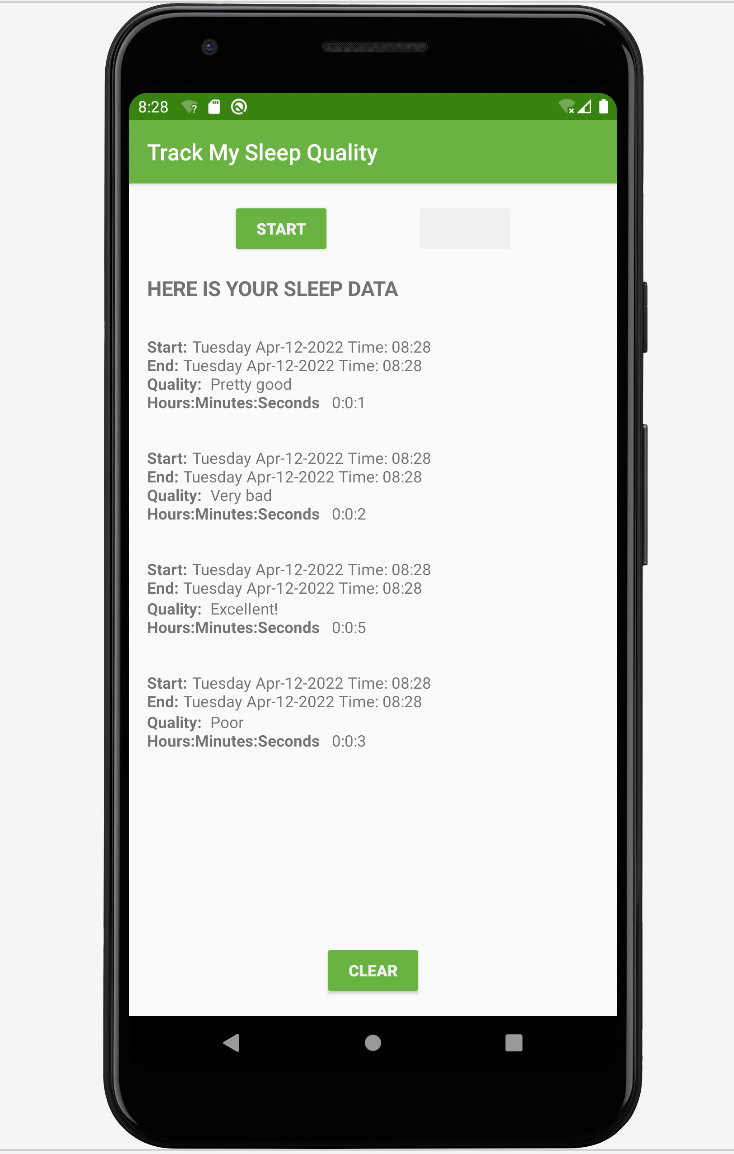 8:28
Track My Sleep Quality
START
HERE IS YOUR SLEEP DATA
Start: Tuesday Apr-12-2022 Time: 08:28
End: Tuesday Apr-12-2022 Time: 08:28
Quality: Pretty good
Hours:Minutes:Seconds 0:0:1
Start: Tuesday Apr-12-2022 Time: 08:28
End: Tuesday Apr-12-2022 Time: 08:28
Quality: Very bad
Hours:Minutes:Seconds 0:0:2
Start: Tuesday Apr-12-2022 Time: 08:28
End: Tuesday Apr-12-2022 Time: 08:28
Quality: Excellent!
Hours:Minutes:Seconds 0:0:5
Start: Tuesday Apr-12-2022 Time: 08:28
End: Tuesday Apr-12-2022 Time: 08:28
Quality: Poor
Hours:Minutes:Seconds 0:0:3
CLEAR